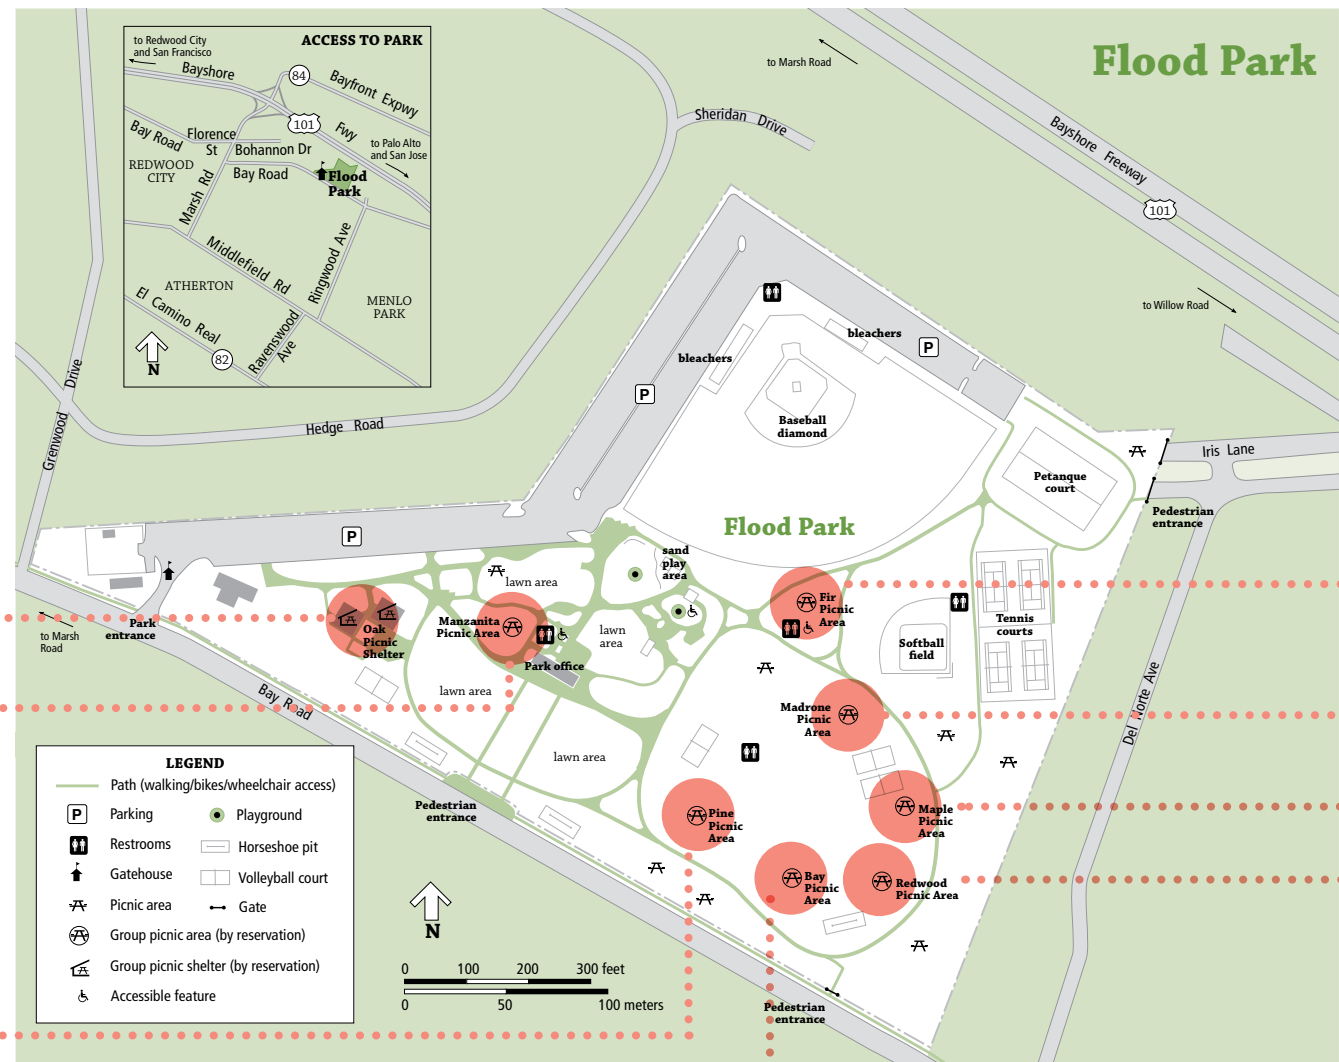 Flood Park
ACCESS TO PARK
to Redwood City
and San Francisco
Bayshore
84
Bayfront Expwy
101
Fwy
Bay Road
Florence
St
Bohannon Dr
to Palo Alto
and San Jose
REDWOOD
CITY
Bay Road
Flood
Park
Marsh Rd
Middlefield Rd
Ringwood Ave
ATHERTON
El Camino Real
MENLO
PARK
Ravenswood
Ave
82
N
to Marsh Road
Sheridan Drive
Bayshore Freeway
101
to Willow Road
Grenwood Drive
Hedge Road
bleachers
P
bleachers
P
Baseball
diamond
Petanque
court
Iris Lane
Pedestrian
entrance
Flood Park
P
sand
play
area
lawn area
Fir
Picnic
Area
Manzanita
Picnic Area
lawn
area
Oak
Picnic
Shelter
Park
entrance
to Marsh
Road
Park office
Softball
field
Tennis
courts
Bay Road
lawn area
Madrone
Picnic
Area
Del Norte Ave
lawn area
Pedestrian
entrance
Pine
Picnic
Area
Maple
Picnic
Area
Bay
Picnic
Area
Redwood
Picnic Area
Pedestrian
entrance
LEGEND
Path (walking/bikes/wheelchair access)
P Parking
Playground
Restrooms
Horseshoe pit
Gatehouse
Volleyball court
Picnic area
Gate
Group picnic area (by reservation)
Group picnic shelter (by reservation)
Accessible feature
N
0 100 200 300 feet
0 50 100 meters